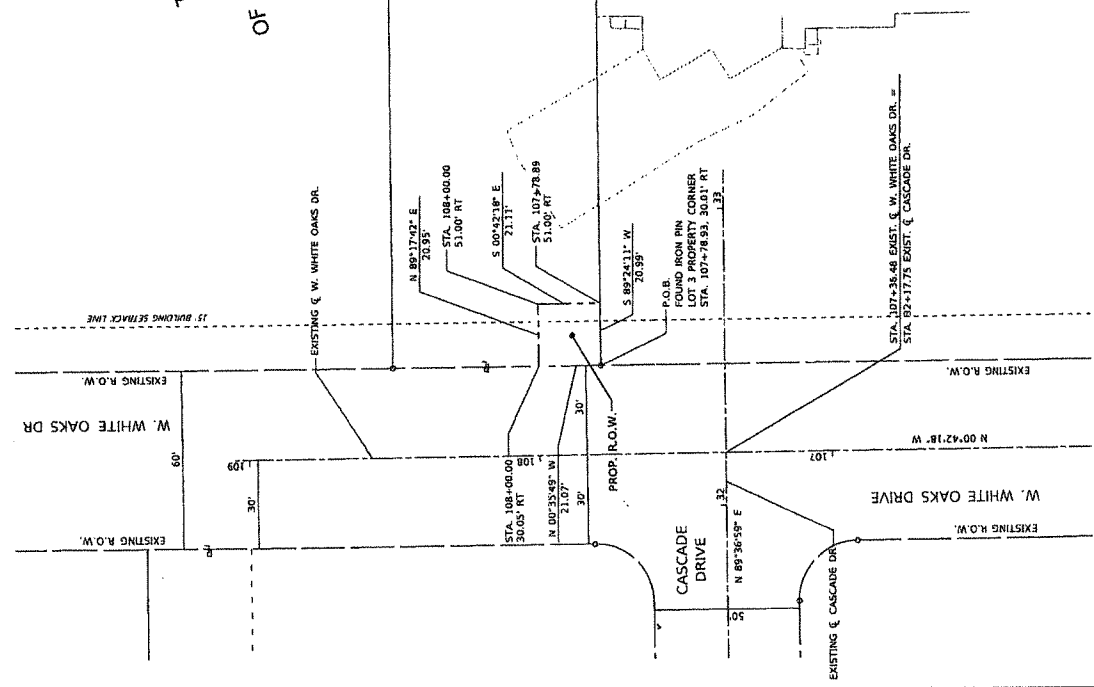 OF
W. WHITE OAKS DR
EXISTING R.O.W.
60'
109
30'
EXISTING R.O.W.
EXISTING ℄ W. WHITE OAKS DR.
15' BUILDING SETBACK LINE
N 89°17'42" E
20.95'
STA. 108+00.00
51.00' RT
S 00°42'18" E
21.11'
STA. 107+78.89
51.00' RT
S 89°24'11" W
20.99'
P.O.B.
FOUND IRON PIN
LOT 3 PROPERTY CORNER
STA. 107+78.93, 30.01' RT
33
STA. 107+36.48 EXIST. ℄ W. WHITE OAKS DR. =
STA. 832+17.75 EXIST. ℄ CASCADE DR.
STA. 108+00.00
30.05' RT
108
N 00°35'49" W
21.07'
30'
30'
PROP. R.O.W.
CASCADE
DRIVE
32
N 89°36'59" E
50'
EXISTING ℄ CASCADE DR.
107
N 00°42'18" W
EXISTING R.O.W.
W. WHITE OAKS DRIVE
EXISTING R.O.W.